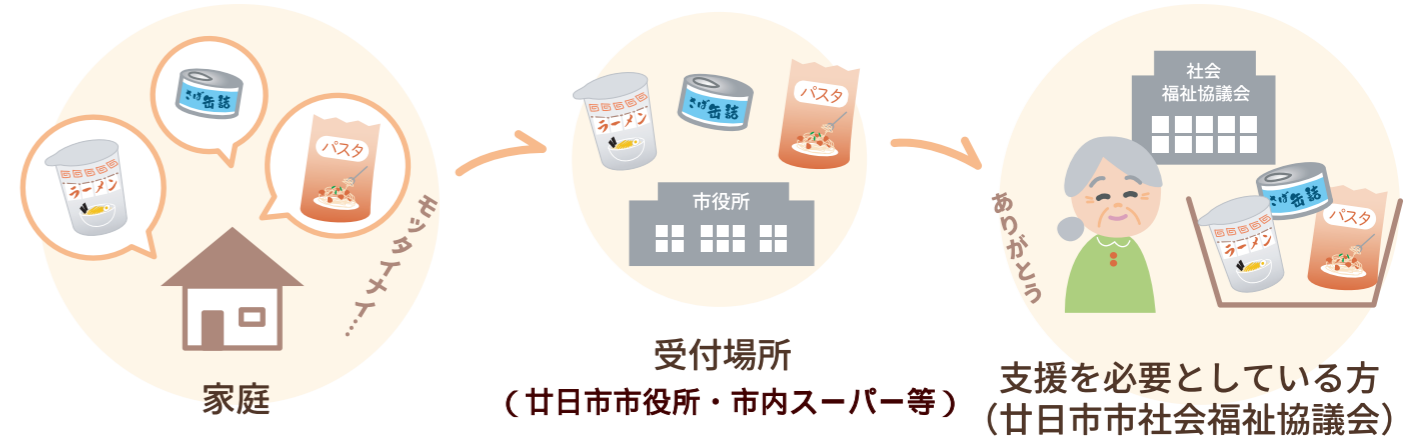 ラーメン
さば缶詰
パスタ
モッタイナイ…
家庭
ラーメン
さば缶詰
パスタ
市役所
受付場所
（廿日市市役所・市内スーパー等）
社会
福祉協議会
ありがとう
さば缶詰
ラーメン
パスタ
支援を必要としている方
（廿日市市社会福祉協議会）